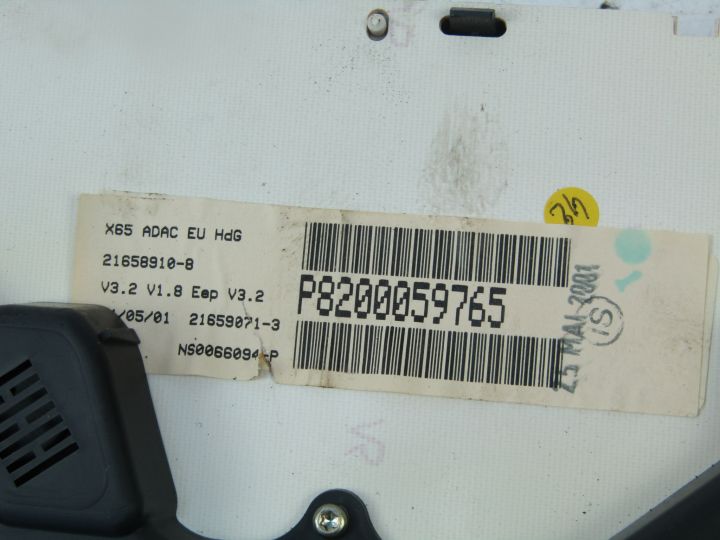 X65 ADAC EU HdG
21658910-8
V3.2 V1.8 Eep V3.2
/05/01 21659071-3
NS0066094-P
P8200059765
25 MAI 2001
IS